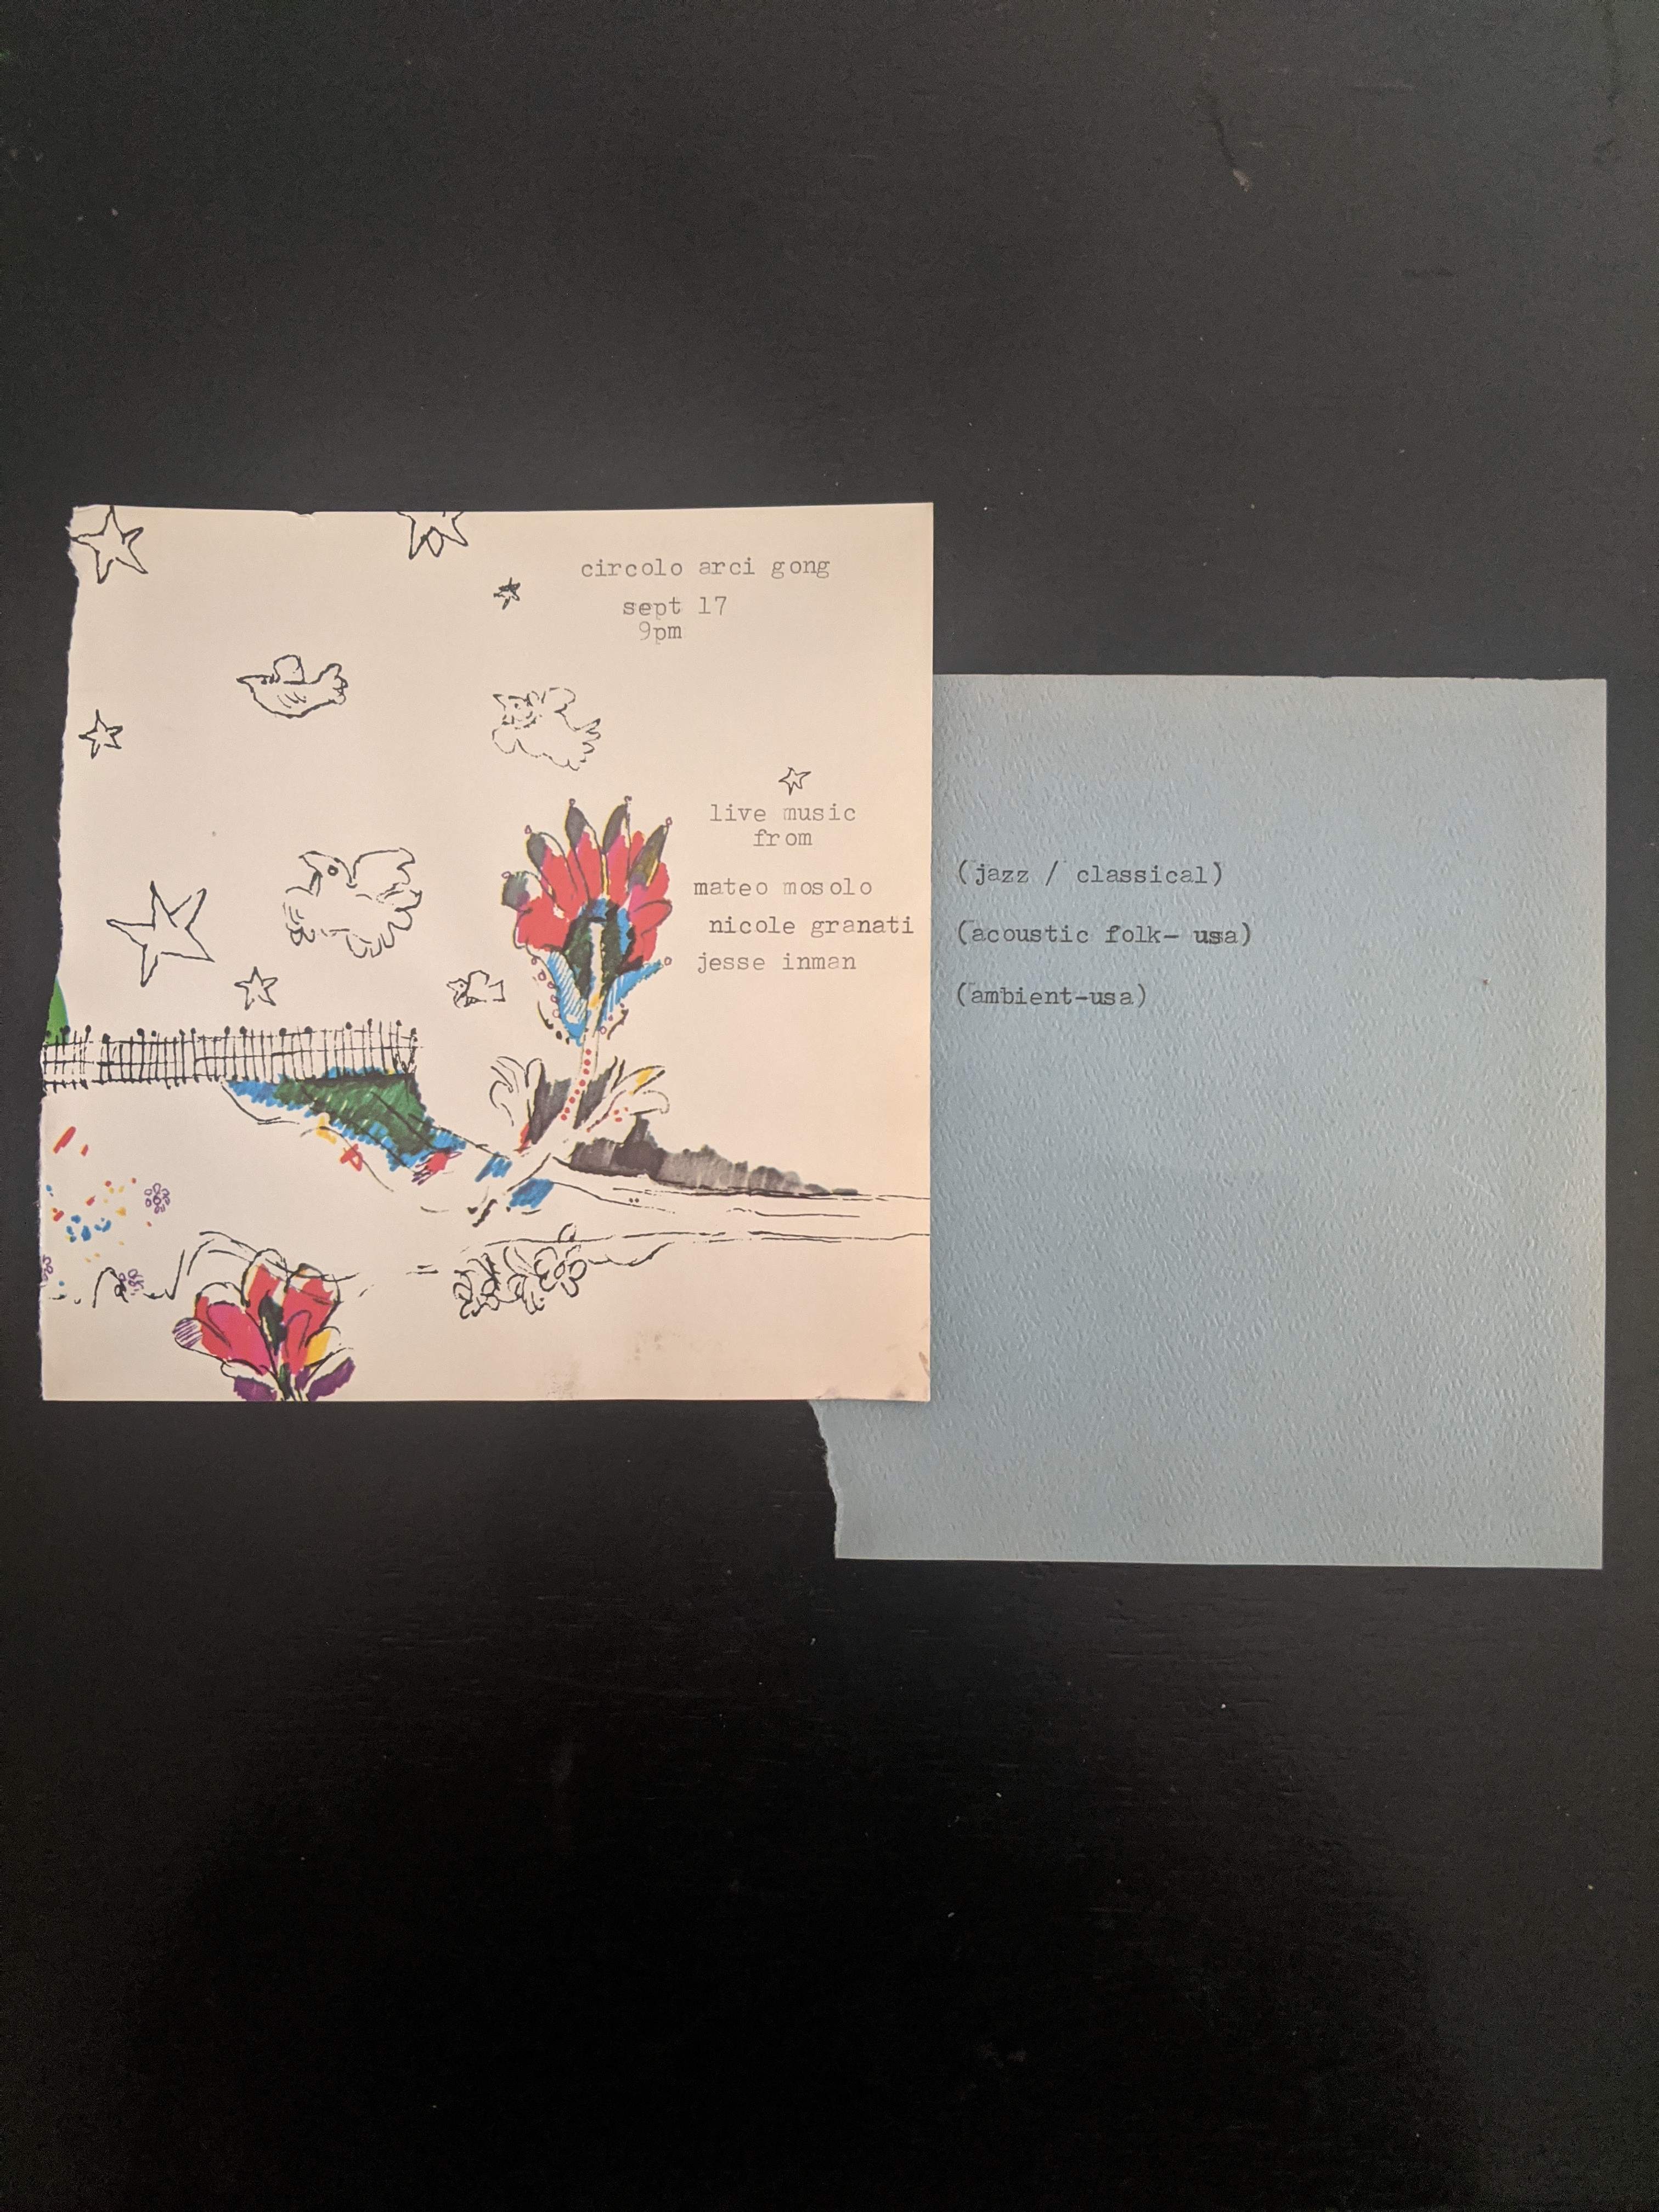 circolo arci gong
sept 17
9pm
live music
from
mateo mosolo
nicole granati
jesse inman
(jazz / classical)
(acoustic folk- usa)
(ambient-usa)